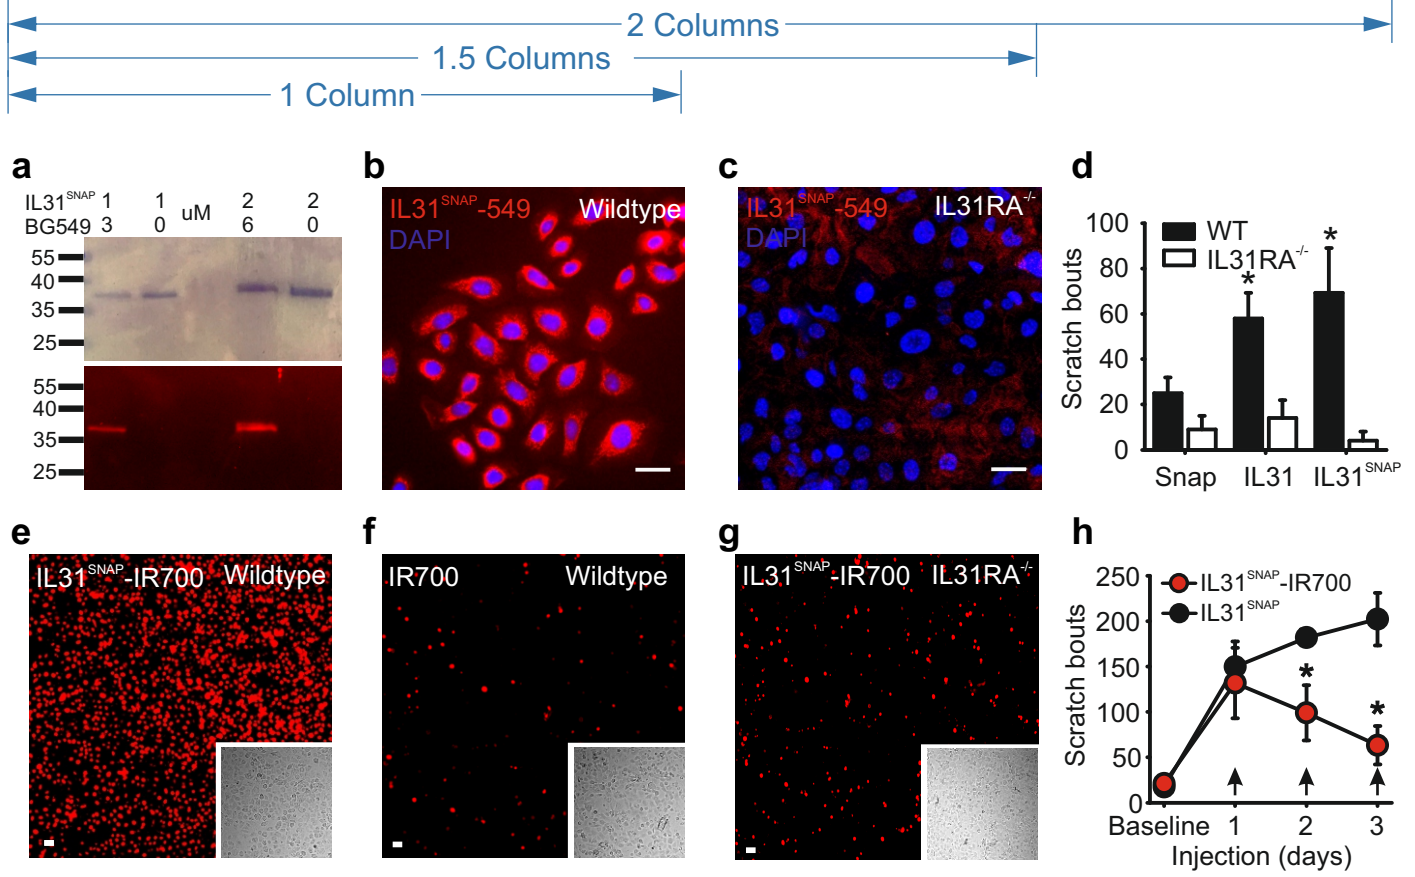 2 Columns
1.5 Columns
1 Column
a
IL31SNAP 1 1 uM 2 2
BG549 3 0 6 0
55
40
35
25
55
40
35
25
b
IL31SNAP-549 Wildtype
DAPI
c
IL31SNAP-549 IL31RA-/-
DAPI
d
100
80
60
40
20
0
Scratch bouts
WT
IL31RA-/-
*
*
Snap IL31 IL31SNAP
e
IL31SNAP-IR700 Wildtype
f
IR700 Wildtype
g
IL31SNAP-IR700 IL31RA-/-
h
250
200
150
100
50
0
Scratch bouts
IL31SNAP-IR700
IL31SNAP
*
*
Baseline 1 2 3
Injection (days)